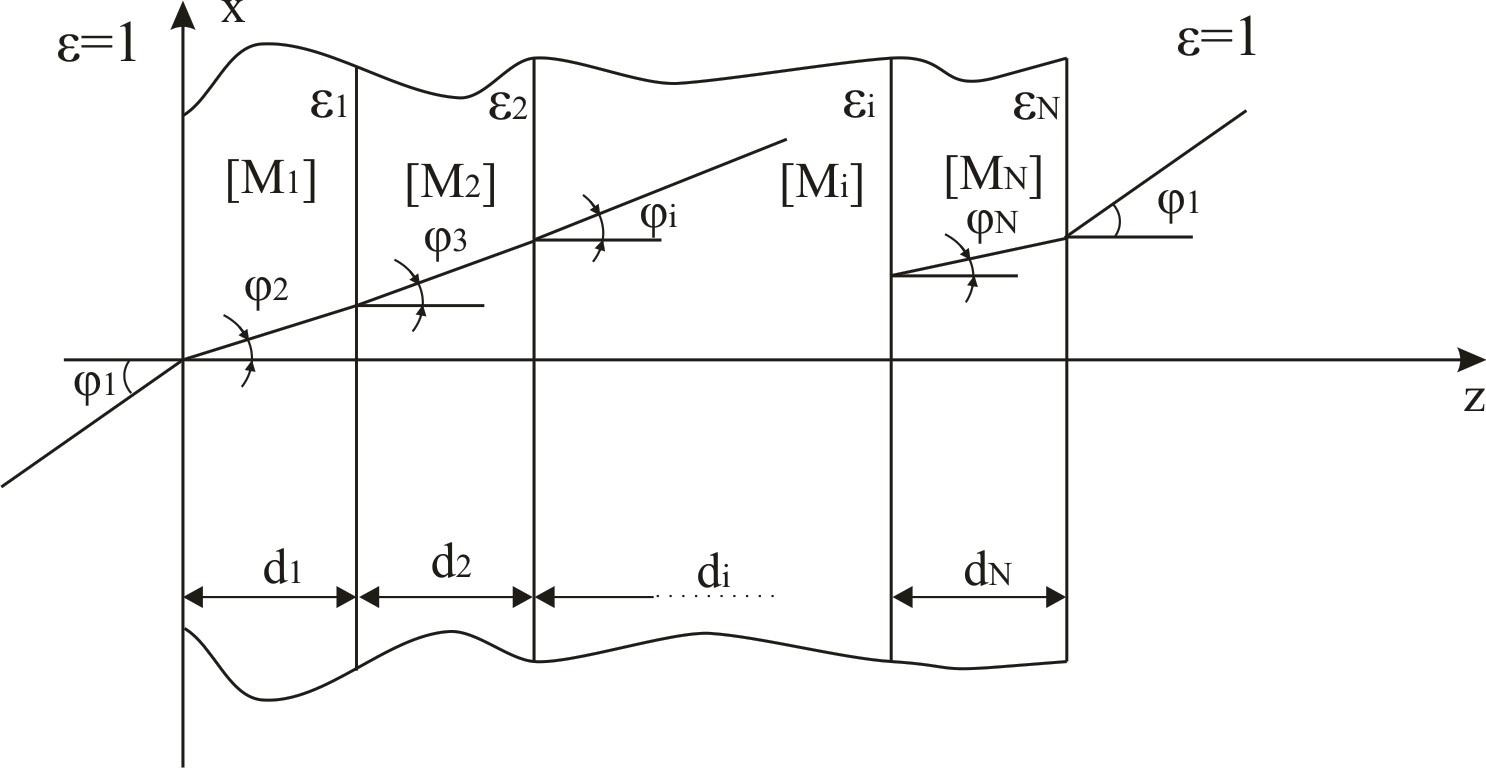 x
ε=1
ε=1
ε1
ε2
εi
εN
[M1]
[M2]
[Mi]
[MN]
φ1
φ2
φ3
φi
φN
φ1
z
d1
d2
di
dN